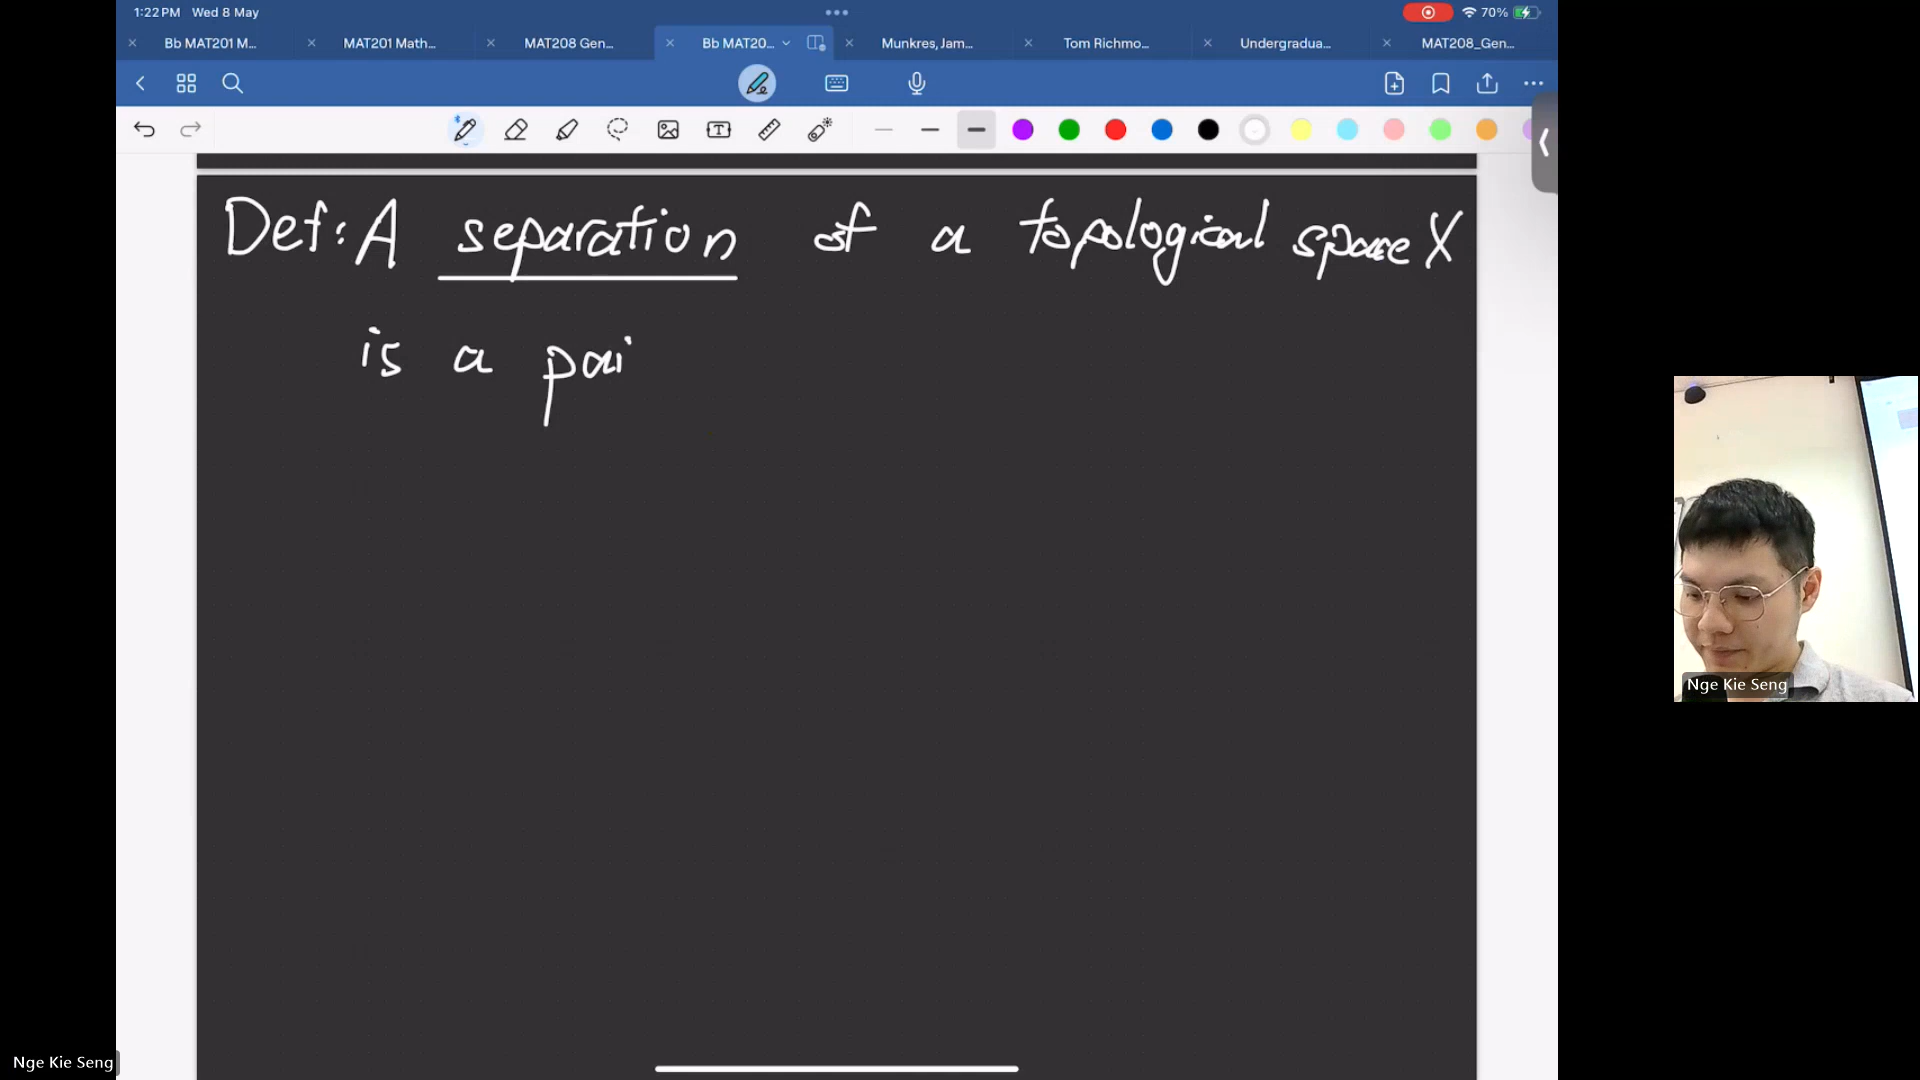 1:22 PM Wed 8 May
70%
Bb MAT201 M...
MAT201 Math...
MAT208 Gen...
Bb MAT20...
Munkres, Jam...
Tom Richmo...
Undergradua...
MAT208_Gen...
Def: A separation of a topological space X
is a pai
Nge Kie Seng
Nge Kie Seng